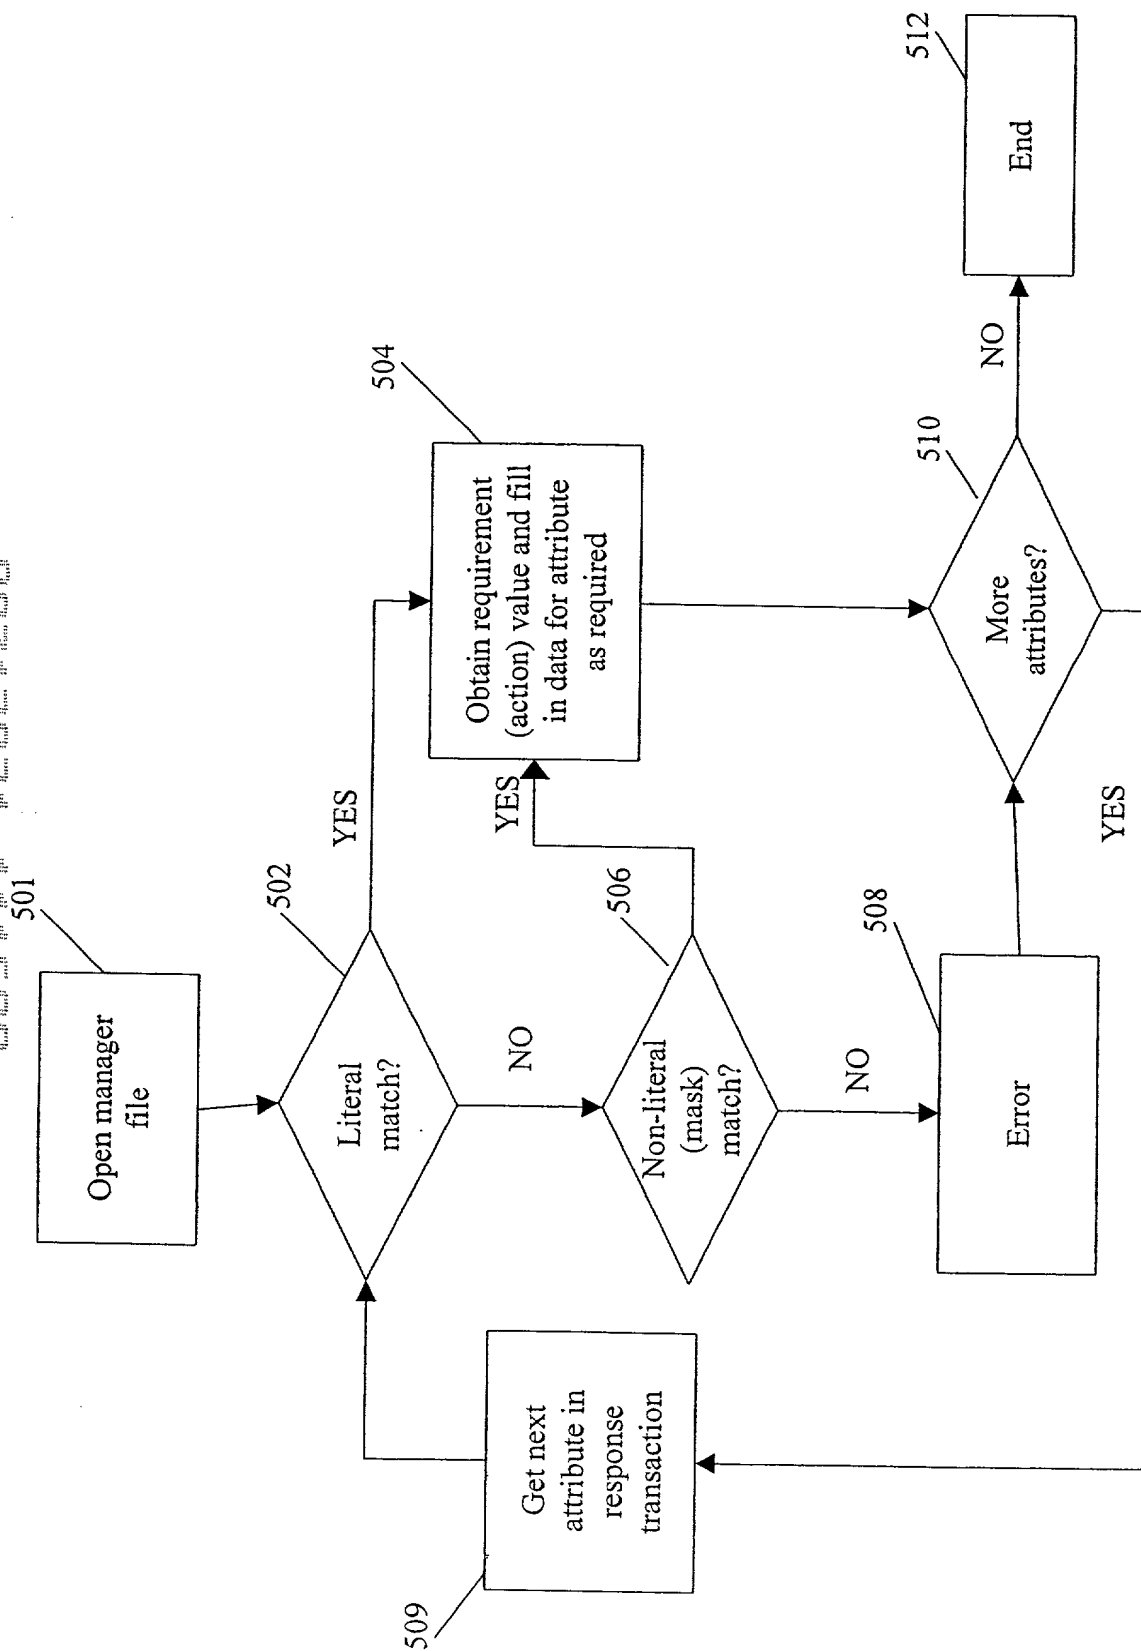 501
Open manager
file
502
Literal
match?
YES
NO
504
Obtain requirement
(action) value and fill
in data for attribute
as required
506
Non-literal
(mask)
match?
YES
NO
508
Error
509
Get next
attribute in
response
transaction
510
More
attributes?
NO
YES
512
End